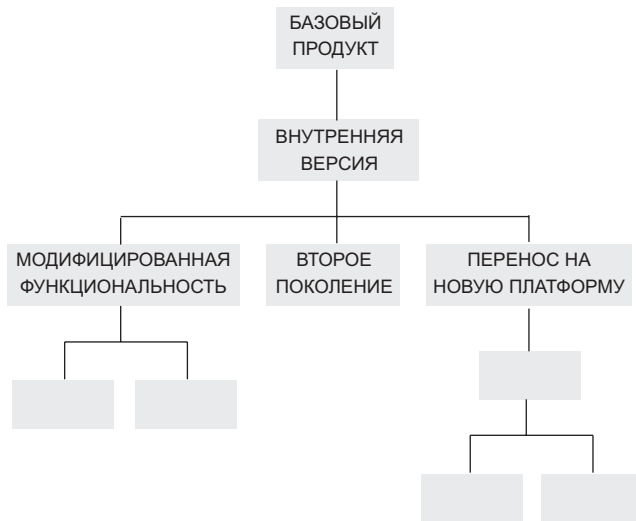 БАЗОВЫЙ
ПРОДУКТ
ВНУТРЕННЯЯ
ВЕРСИЯ
МОДИФИЦИРОВАННАЯ
ФУНКЦИОНАЛЬНОСТЬ
ВТОРОЕ
ПОКОЛЕНИЕ
ПЕРЕНОС НА
НОВУЮ ПЛАТФОРМУ